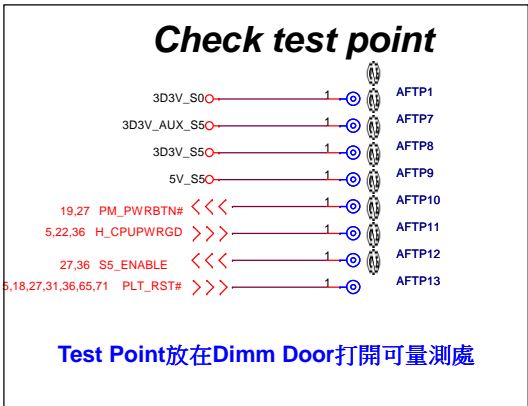 Check test point
3D3V_S0 1 AFTP1
3D3V_AUX_S5 1 AFTP7
3D3V_S5 1 AFTP8
5V_S5 1 AFTP9
19,27 PM_PWRBTN# 1 AFTP10
5,22,36 H_CPUPWRGD 1 AFTP11
27,36 S5_ENABLE 1 AFTP12
5,18,27,31,36,65,71 PLT_RST# 1 AFTP13
Test Point放在Dimm Door打開可量測處